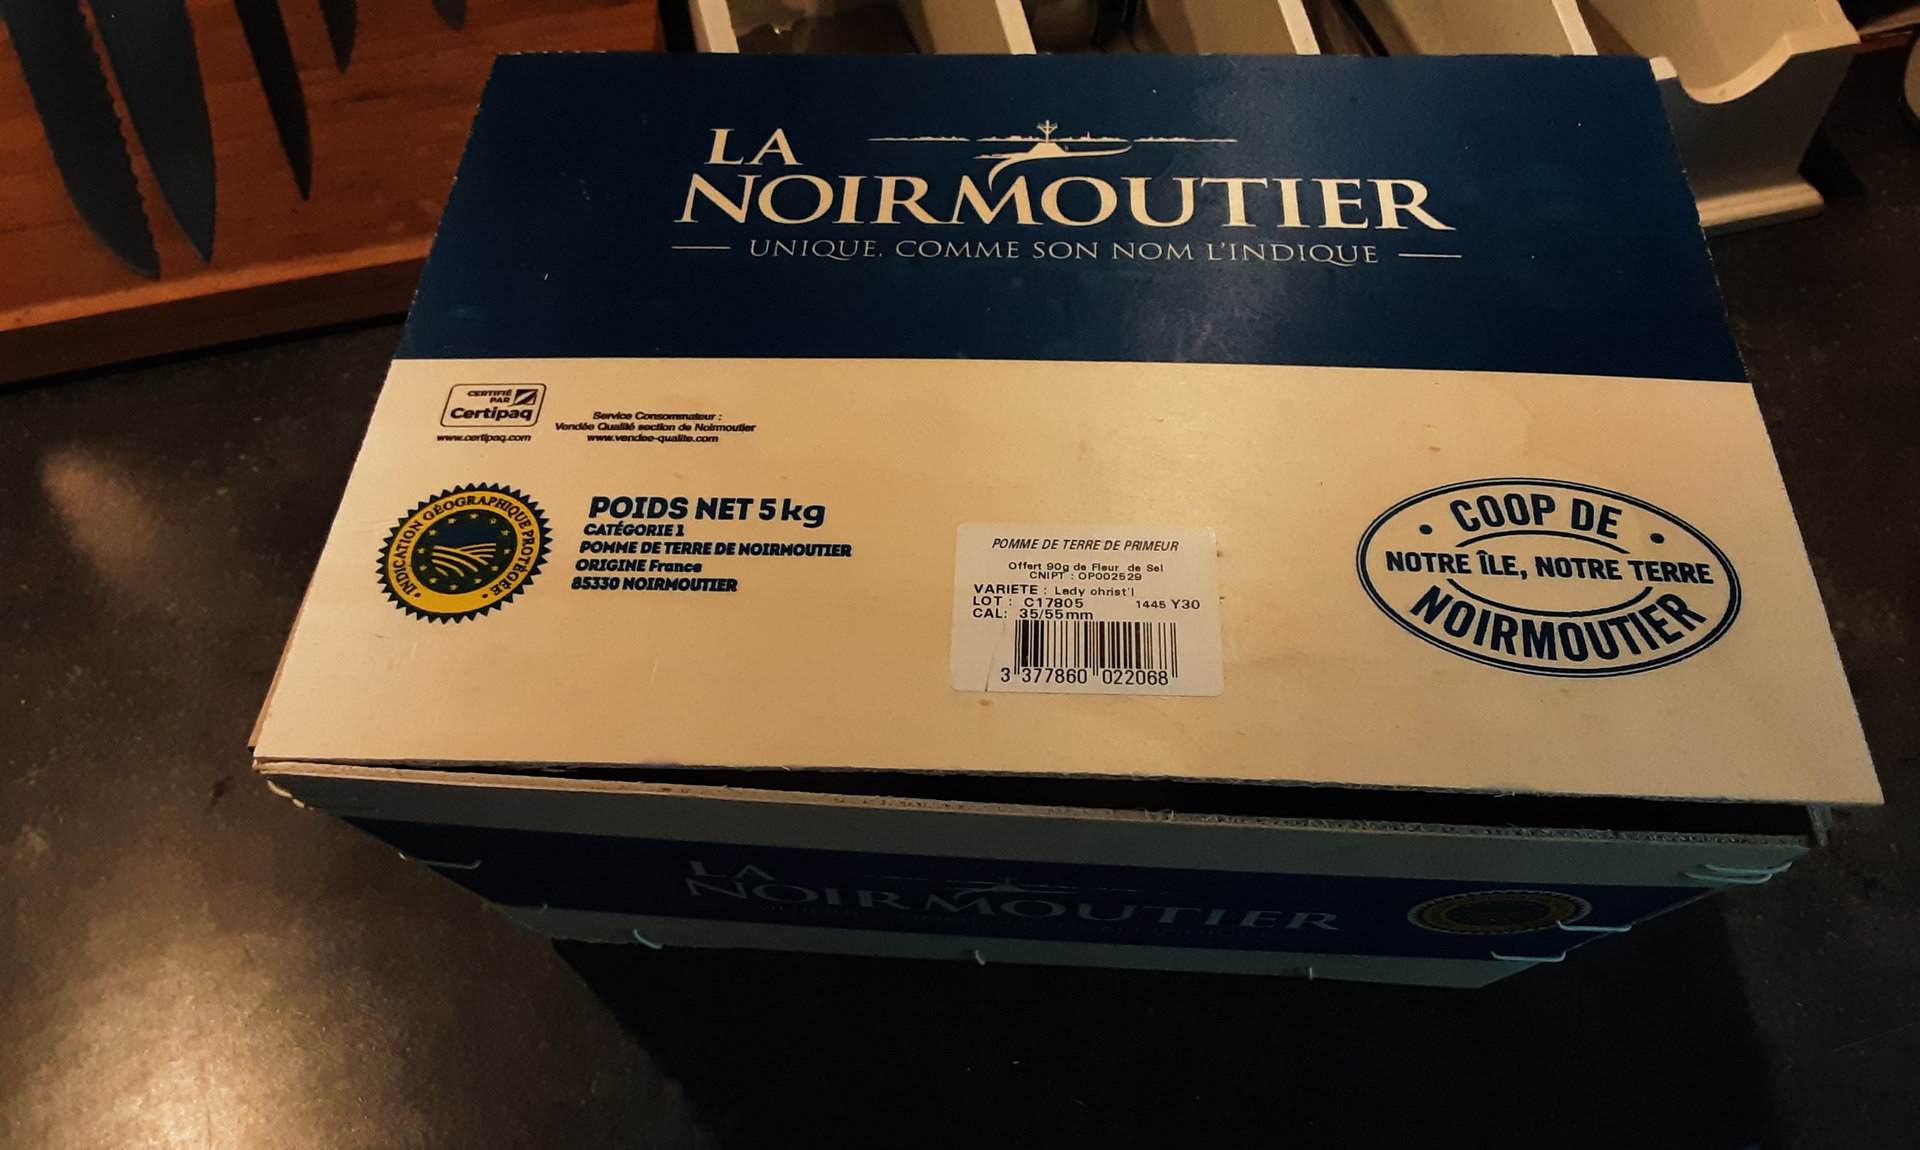 LA
NOIRMOUTIER
UNIQUE, COMME SON NOM L'INDIQUE
CERTIFIÉ
PAR
Certipaq
www.certipaq.com
Service Consommateur :
Vendée Qualité section de Noirmoutier
www.vendee-qualite.com
INDICATION GÉOGRAPHIQUE PROTÉGÉE
POIDS NET 5 kg
CATÉGORIE 1
POMME DE TERRE DE NOIRMOUTIER
ORIGINE France
85330 NOIRMOUTIER
POMME DE TERRE DE PRIMEUR
Offert 90g de Fleur de Sel
CNIPT : OP002529
VARIETE : Lady christ'l
LOT : C17805 1445 Y30
CAL: 35/55mm
3 377860 022068
COOP DE
NOTRE ÎLE, NOTRE TERRE
NOIRMOUTIER
LA
NOIRMOUTIER